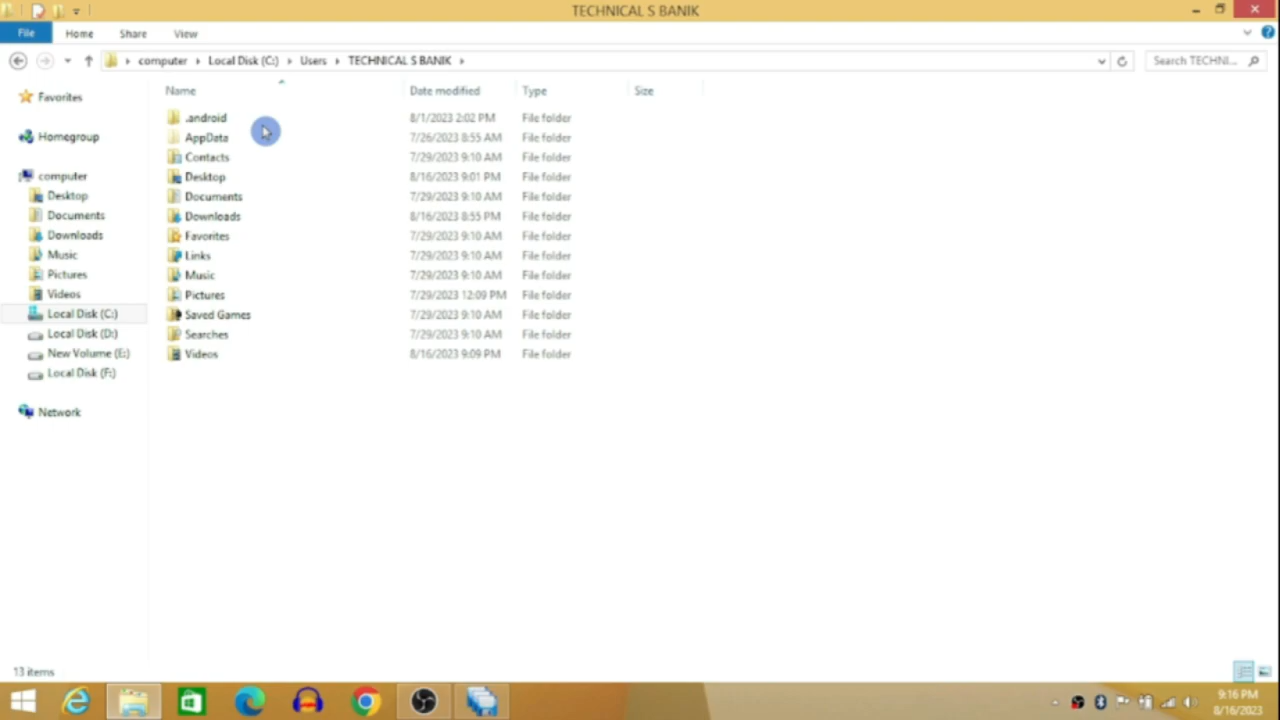 TECHNICAL S BANIK
File Home Share View
computer Local Disk (C:) Users TECHNICAL S BANIK Search TECHNI...
Name Date modified Type Size
Favorites
Homegroup
computer
Desktop
Documents
Downloads
Music
Pictures
Videos
Local Disk (C:)
Local Disk (D:)
New Volume (E:)
Local Disk (F:)
Network
.android 8/1/2023 2:02 PM File folder
AppData 7/26/2023 8:55 AM File folder
Contacts 7/29/2023 9:10 AM File folder
Desktop 8/16/2023 9:01 PM File folder
Documents 7/29/2023 9:10 AM File folder
Downloads 8/16/2023 8:55 PM File folder
Favorites 7/29/2023 9:10 AM File folder
Links 7/29/2023 9:10 AM File folder
Music 7/29/2023 9:10 AM File folder
Pictures 7/29/2023 12:09 PM File folder
Saved Games 7/29/2023 9:10 AM File folder
Searches 7/29/2023 9:10 AM File folder
Videos 8/16/2023 9:09 PM File folder
13 items
9:16 PM
8/16/2023